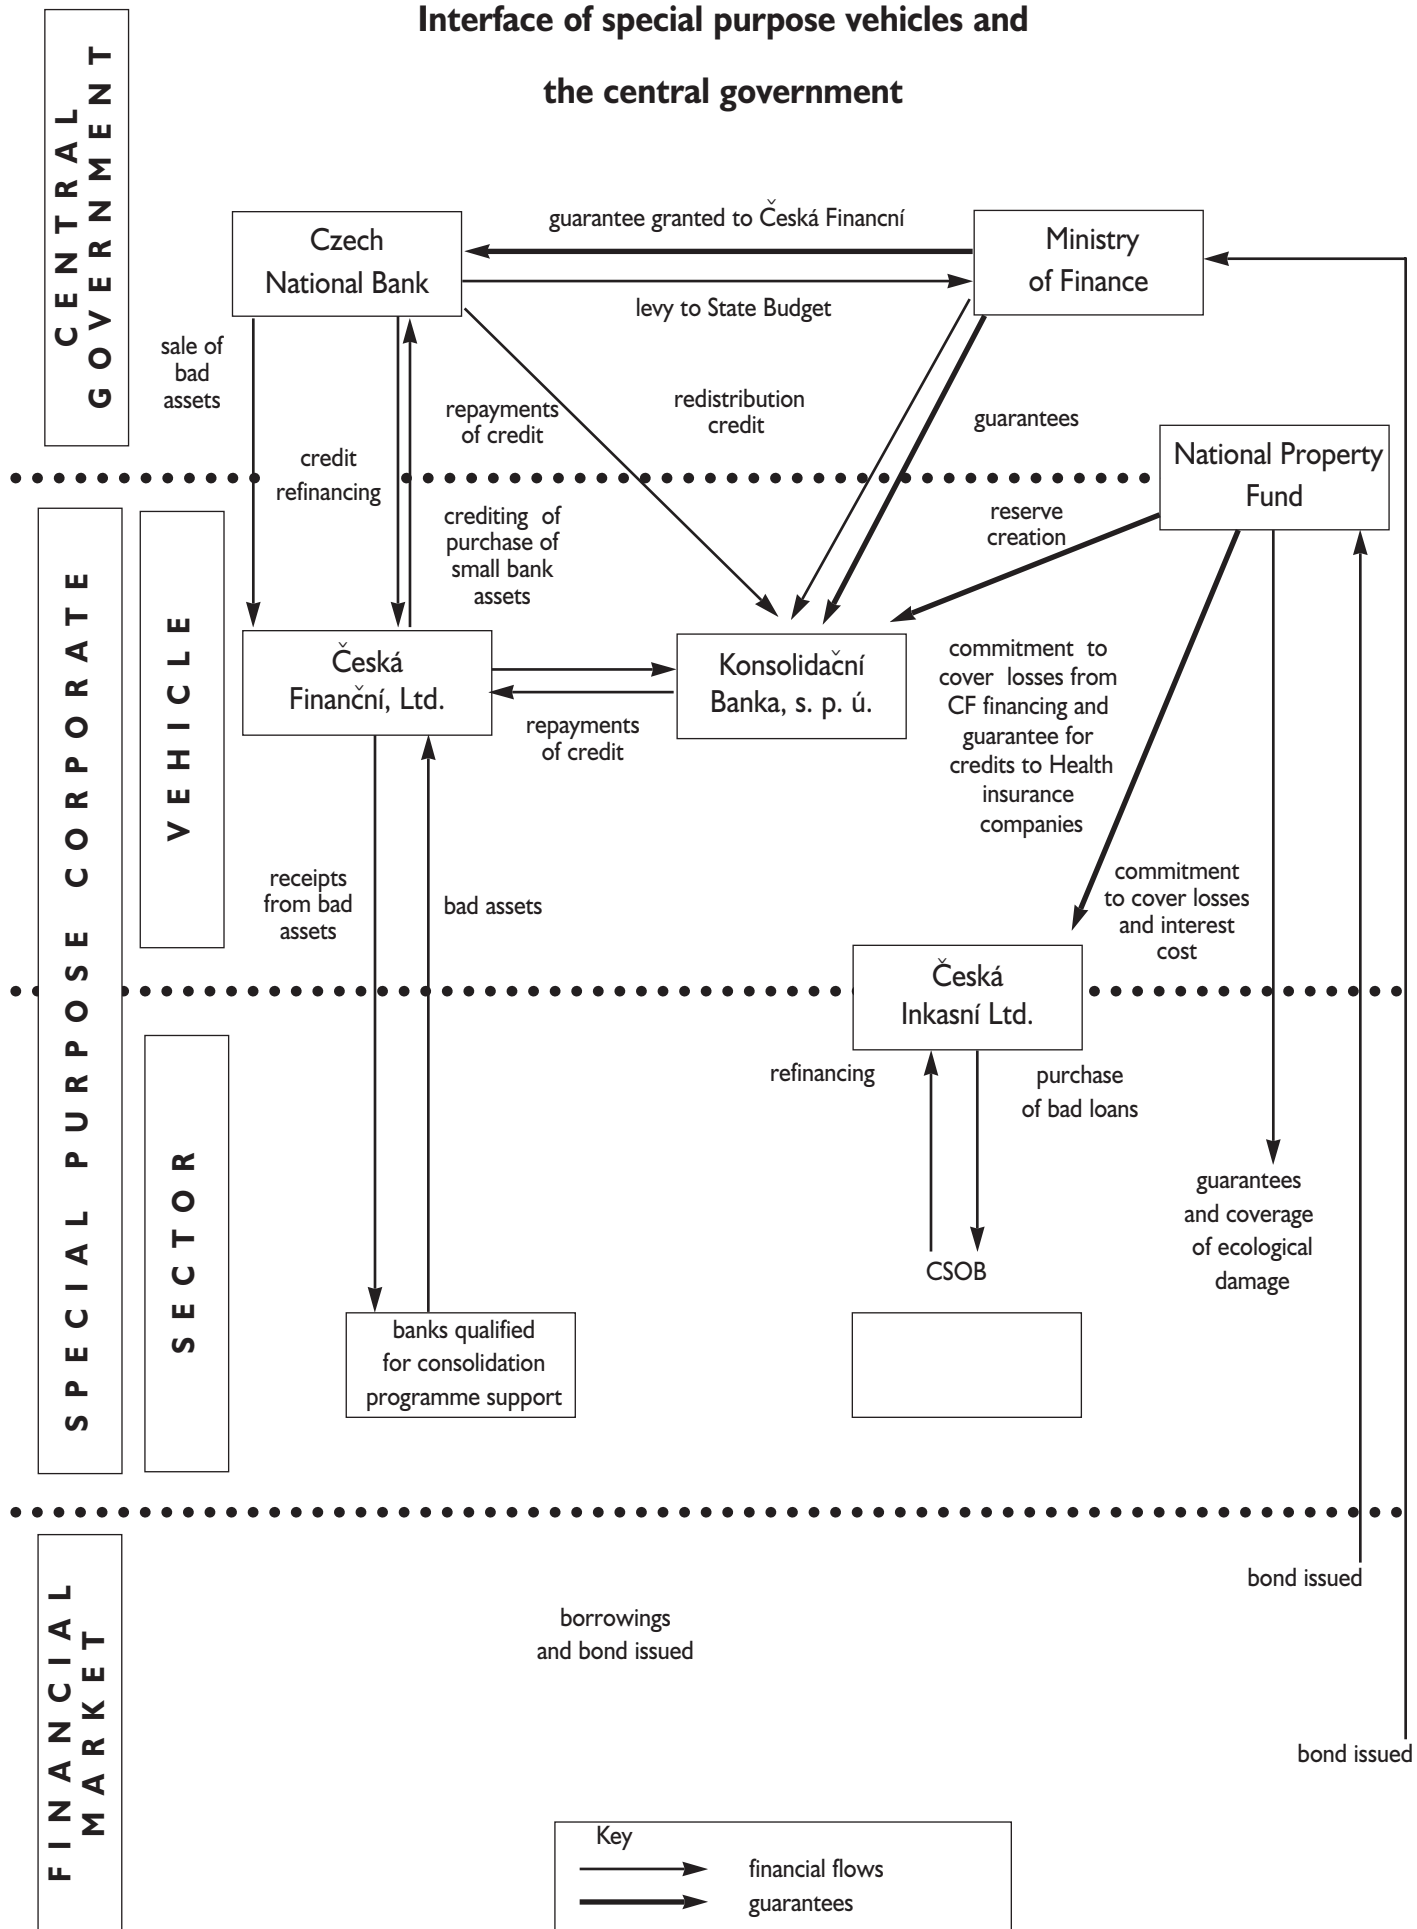 Interface of special purpose vehicles and
the central government
CENTRAL
GOVERNMENT
guarantee granted to Česká Financní
Czech
National Bank
Ministry
of Finance
levy to State Budget
sale of
bad
assets
repayments
of credit
redistribution
credit
guarantees
credit
refinancing
National Property
Fund
SPECIAL PURPOSE CORPORATE
VEHICLE
crediting of
purchase of
small bank
assets
reserve
creation
Česká
Finanční, Ltd.
Konsolidační
Banka, s. p. ú.
repayments
of credit
commitment to
cover losses from
CF financing and
guarantee for
credits to Health
insurance
companies
receipts
from bad
assets
bad assets
commitment
to cover losses
and interest
cost
Česká
Inkasní Ltd.
SECTOR
refinancing
purchase
of bad loans
guarantees
and coverage
of ecological
damage
CSOB
banks qualified
for consolidation
programme support
FINANCIAL
MARKET
bond issued
borrowings
and bond issued
bond issued
Key
financial flows
guarantees